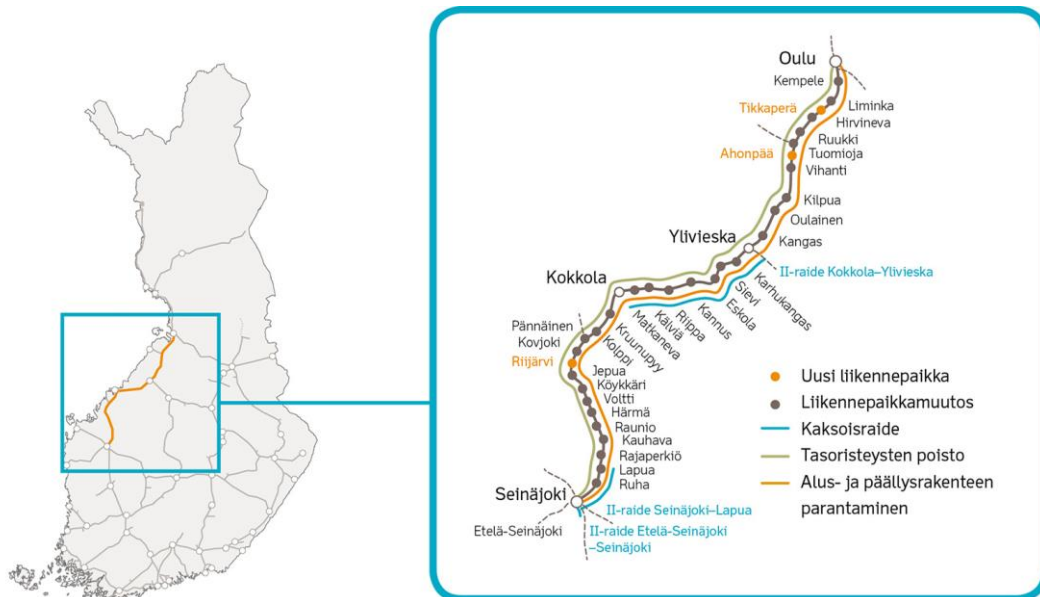 Oulu
Kempele
Tikkaperä
Liminka
Hirvineva
Ruukki
Ahonpää
Tuomioja
Vihanti
Kilpua
Oulainen
Ylivieska
Kangas
II-raide Kokkola–Ylivieska
Kokkola
Karhukangas
Sievi
Eskola
Kannus
Riippa
Kälviä
Matkaneva
Kruunupyy
Kolppi
Pännäinen
Kovjoki
Riijärvi
Jepua
Köykkäri
Voltti
Härmä
Raunio
Kauhava
Rajaperkiö
Lapua
Ruha
Seinäjoki
II-raide Seinäjoki–Lapua
Etelä-Seinäjoki
II-raide Etelä-Seinäjoki
–Seinäjoki
Uusi liikennepaikka
Liikennepaikkamuutos
Kaksoisraide
Tasoristeysten poisto
Alus- ja päällysrakenteen
parantaminen